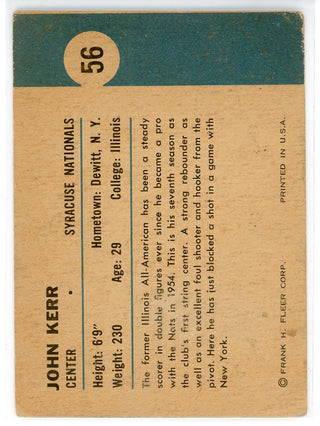 56
JOHN KERR
CENTER • SYRACUSE NATIONALS
Height: 6'9" Hometown: Dewitt, N. Y.
Weight: 230 Age: 29 College: Illinois
The former Illinois All-American has been a steady
scorer in double figures ever since he became a pro
with the Nats in 1954. This is his seventh season as
the club's first string center. A strong rebounder as
well as an excellent foul shooter and hooker from the
pivot. Here he has just blocked a shot in a game with
New York.
© FRANK H. FLEER CORP. PRINTED IN U.S.A.